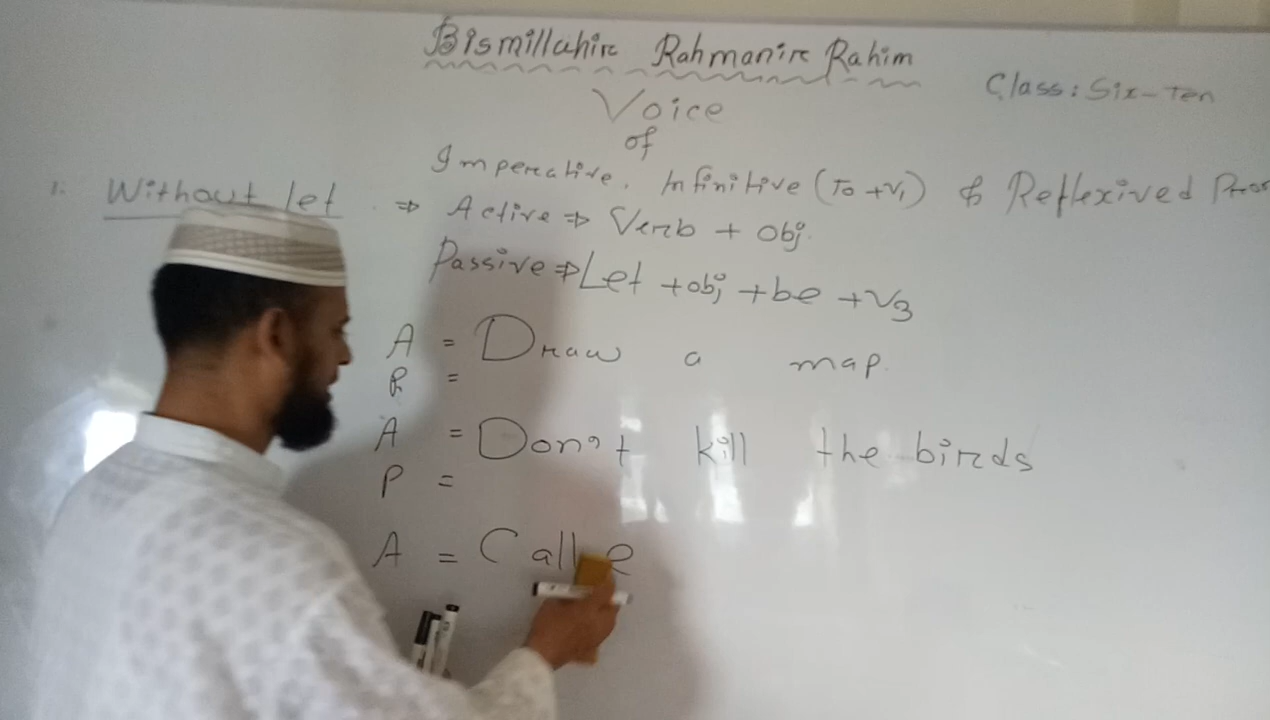 Bismillahir Rahmanir Rahim
Class: Six-Ten
Voice
of
Imperative, Infinitive (To +V1) & Reflexived
1. Without let ⇒ Active ⇒ Verb + Obj.
Passive ⇒ Let + obj + be + V3
A = Draw a map.
P =
A = Don't kill the birds
P =
A = Call e